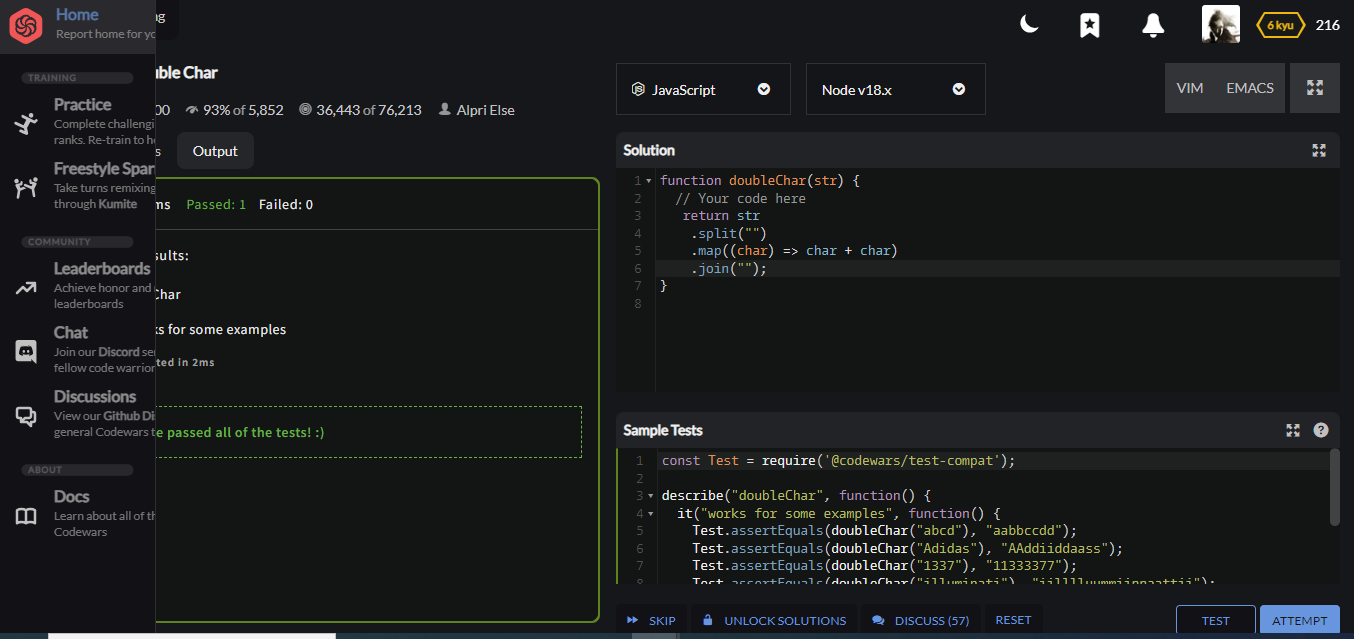 Home
Report home for yo
ng
6 kyu
216
TRAINING
Practice
Complete challengi
ranks. Re-train to ho
Freestyle Spar
Take turns remixing
through Kumite
COMMUNITY
Leaderboards
Achieve honor and
leaderboards
Chat
Join our Discord se
fellow code warrior
Discussions
View our Github Di
general Codewars t
ABOUT
Docs
Learn about all of th
Codewars
uble Char
00 93% of 5,852 36,443 of 76,213 Alpri Else
s Output
ms Passed: 1 Failed: 0
sults:
Char
ks for some examples
ted in 2ms
e passed all of the tests! :)
JavaScript
Node v18.x
VIM EMACS
Solution
1 function doubleChar(str) {
2 // Your code here
3 return str
4 .split("")
5 .map((char) => char + char)
6 .join("");
7 }
8
Sample Tests
1 const Test = require('@codewars/test-compat');
2
3 describe("doubleChar", function() {
4 it("works for some examples", function() {
5 Test.assertEquals(doubleChar("abcd"), "aabbccdd");
6 Test.assertEquals(doubleChar("Adidas"), "AAddiiddaass");
7 Test.assertEquals(doubleChar("1337"), "11333377");
8 Test.assertEquals(doubleChar("illuminati"), "iilllluummiinnaattii");
SKIP UNLOCK SOLUTIONS DISCUSS (57) RESET TEST ATTEMPT